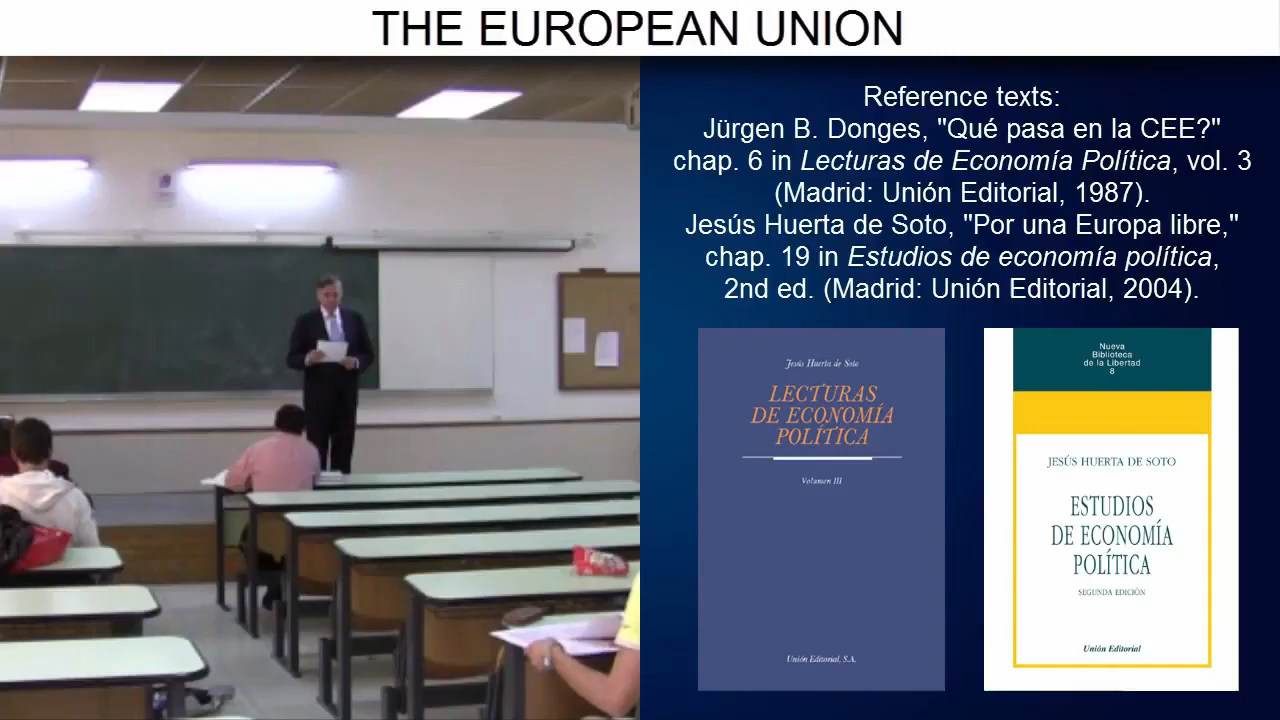 THE EUROPEAN UNION
Reference texts:
Jürgen B. Donges, "Qué pasa en la CEE?"
chap. 6 in Lecturas de Economía Política, vol. 3
(Madrid: Unión Editorial, 1987).
Jesús Huerta de Soto, "Por una Europa libre,"
chap. 19 in Estudios de economía política,
2nd ed. (Madrid: Unión Editorial, 2004).
Jesús Huerta de Soto
LECTURAS
DE ECONOMÍA
POLÍTICA
Volumen III
Unión Editorial, S.A.
Nueva
Biblioteca
de la Libertad
8
JESÚS HUERTA DE SOTO
ESTUDIOS
DE ECONOMÍA
POLÍTICA
SEGUNDA EDICIÓN
Unión Editorial